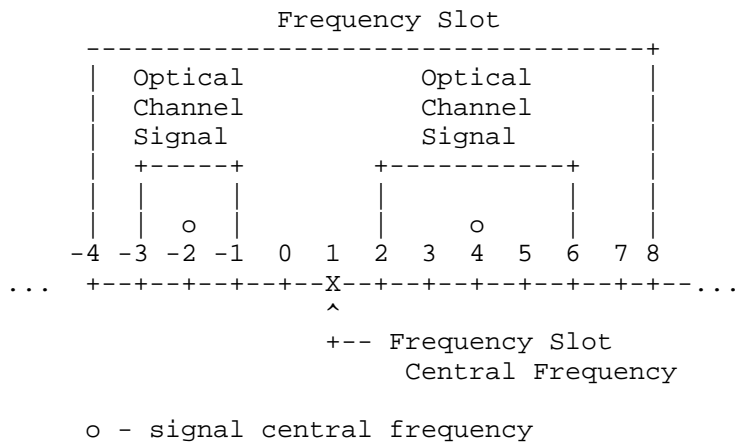 Frequency Slot
-----------------------------------+
|  Optical           Optical       |
|  Channel           Channel       |
|  Signal            Signal        |
|  +-----+        +-----------+    |
|  |     |        |           |    |
|  |  o  |        |     o     |    |
-4 -3 -2 -1  0  1  2  3  4  5  6  7 8
...  +--+--+--+--+--X--+--+--+--+--+-+--...
^
+-- Frequency Slot
Central Frequency
o - signal central frequency